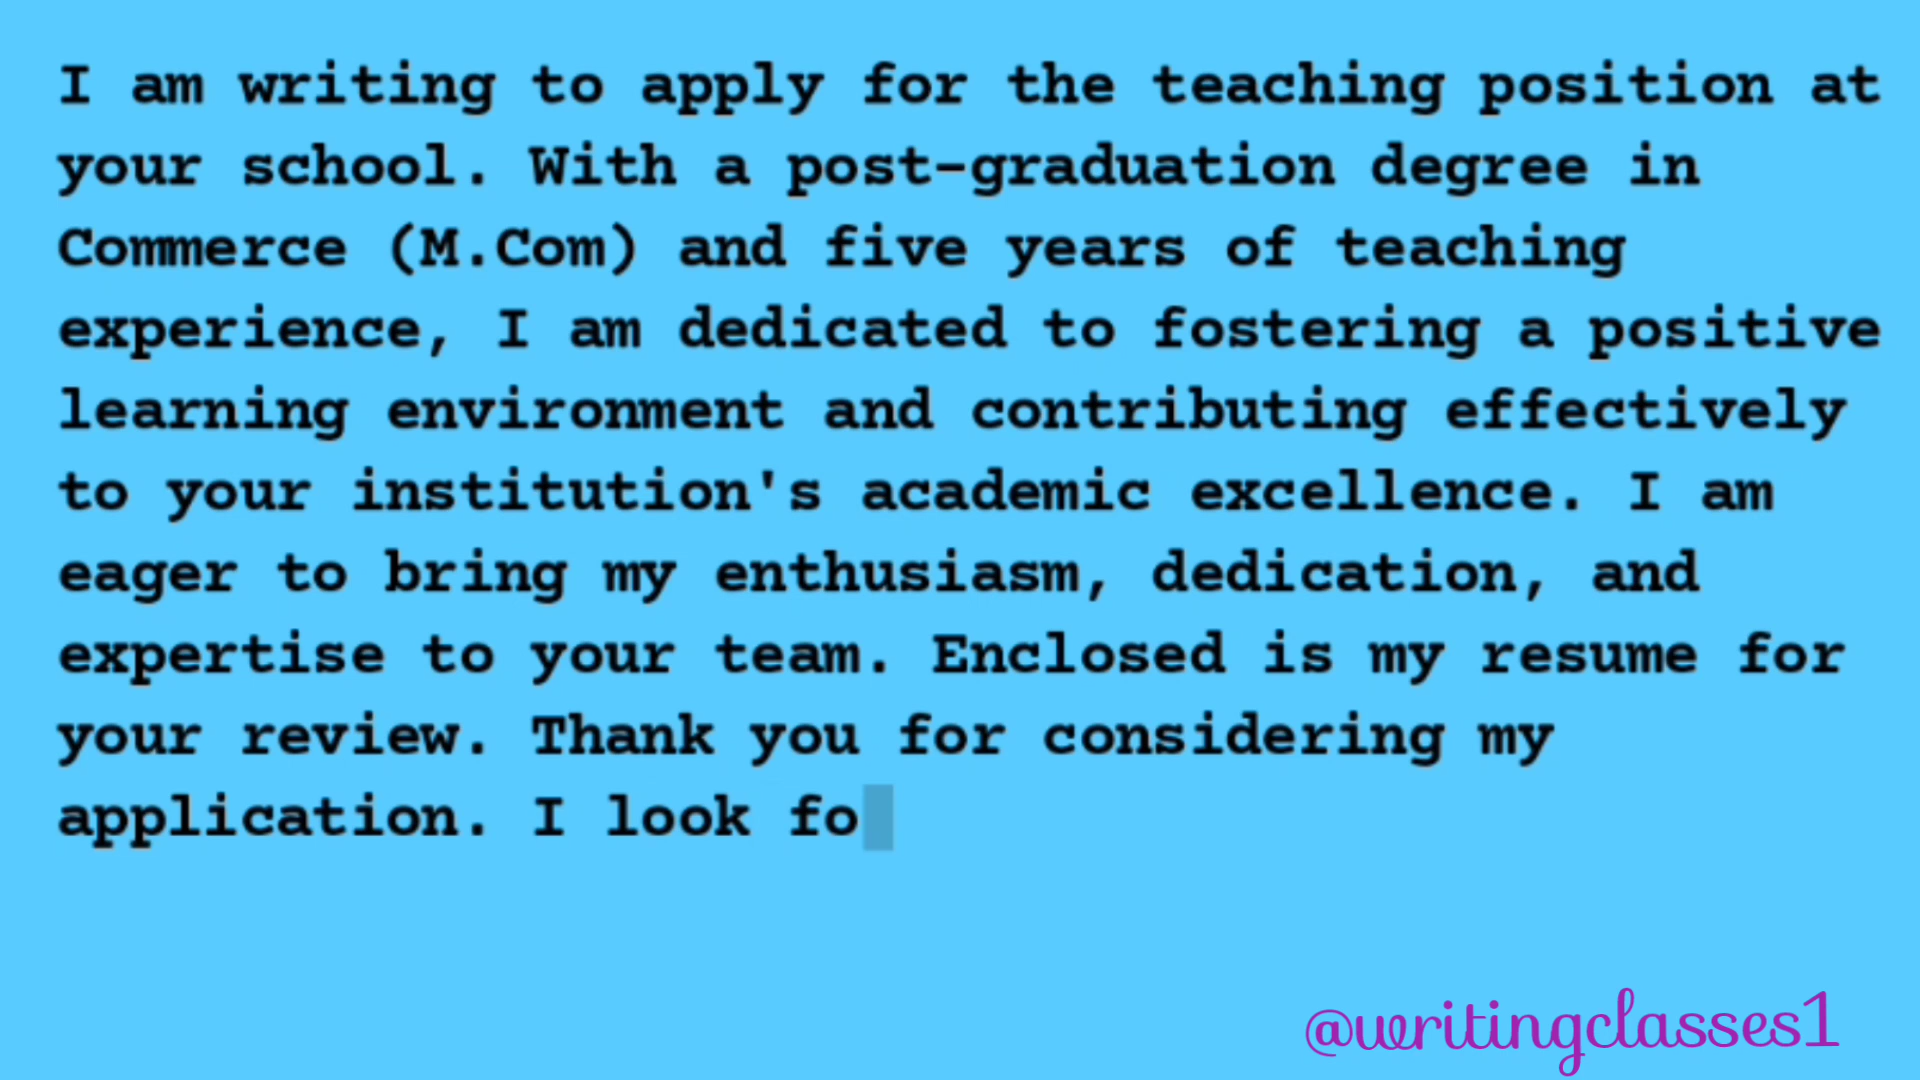 I am writing to apply for the teaching position at
your school. With a post-graduation degree in
Commerce (M.Com) and five years of teaching
experience, I am dedicated to fostering a positive
learning environment and contributing effectively
to your institution's academic excellence. I am
eager to bring my enthusiasm, dedication, and
expertise to your team. Enclosed is my resume for
your review. Thank you for considering my
application. I look fo
@writingclasses1